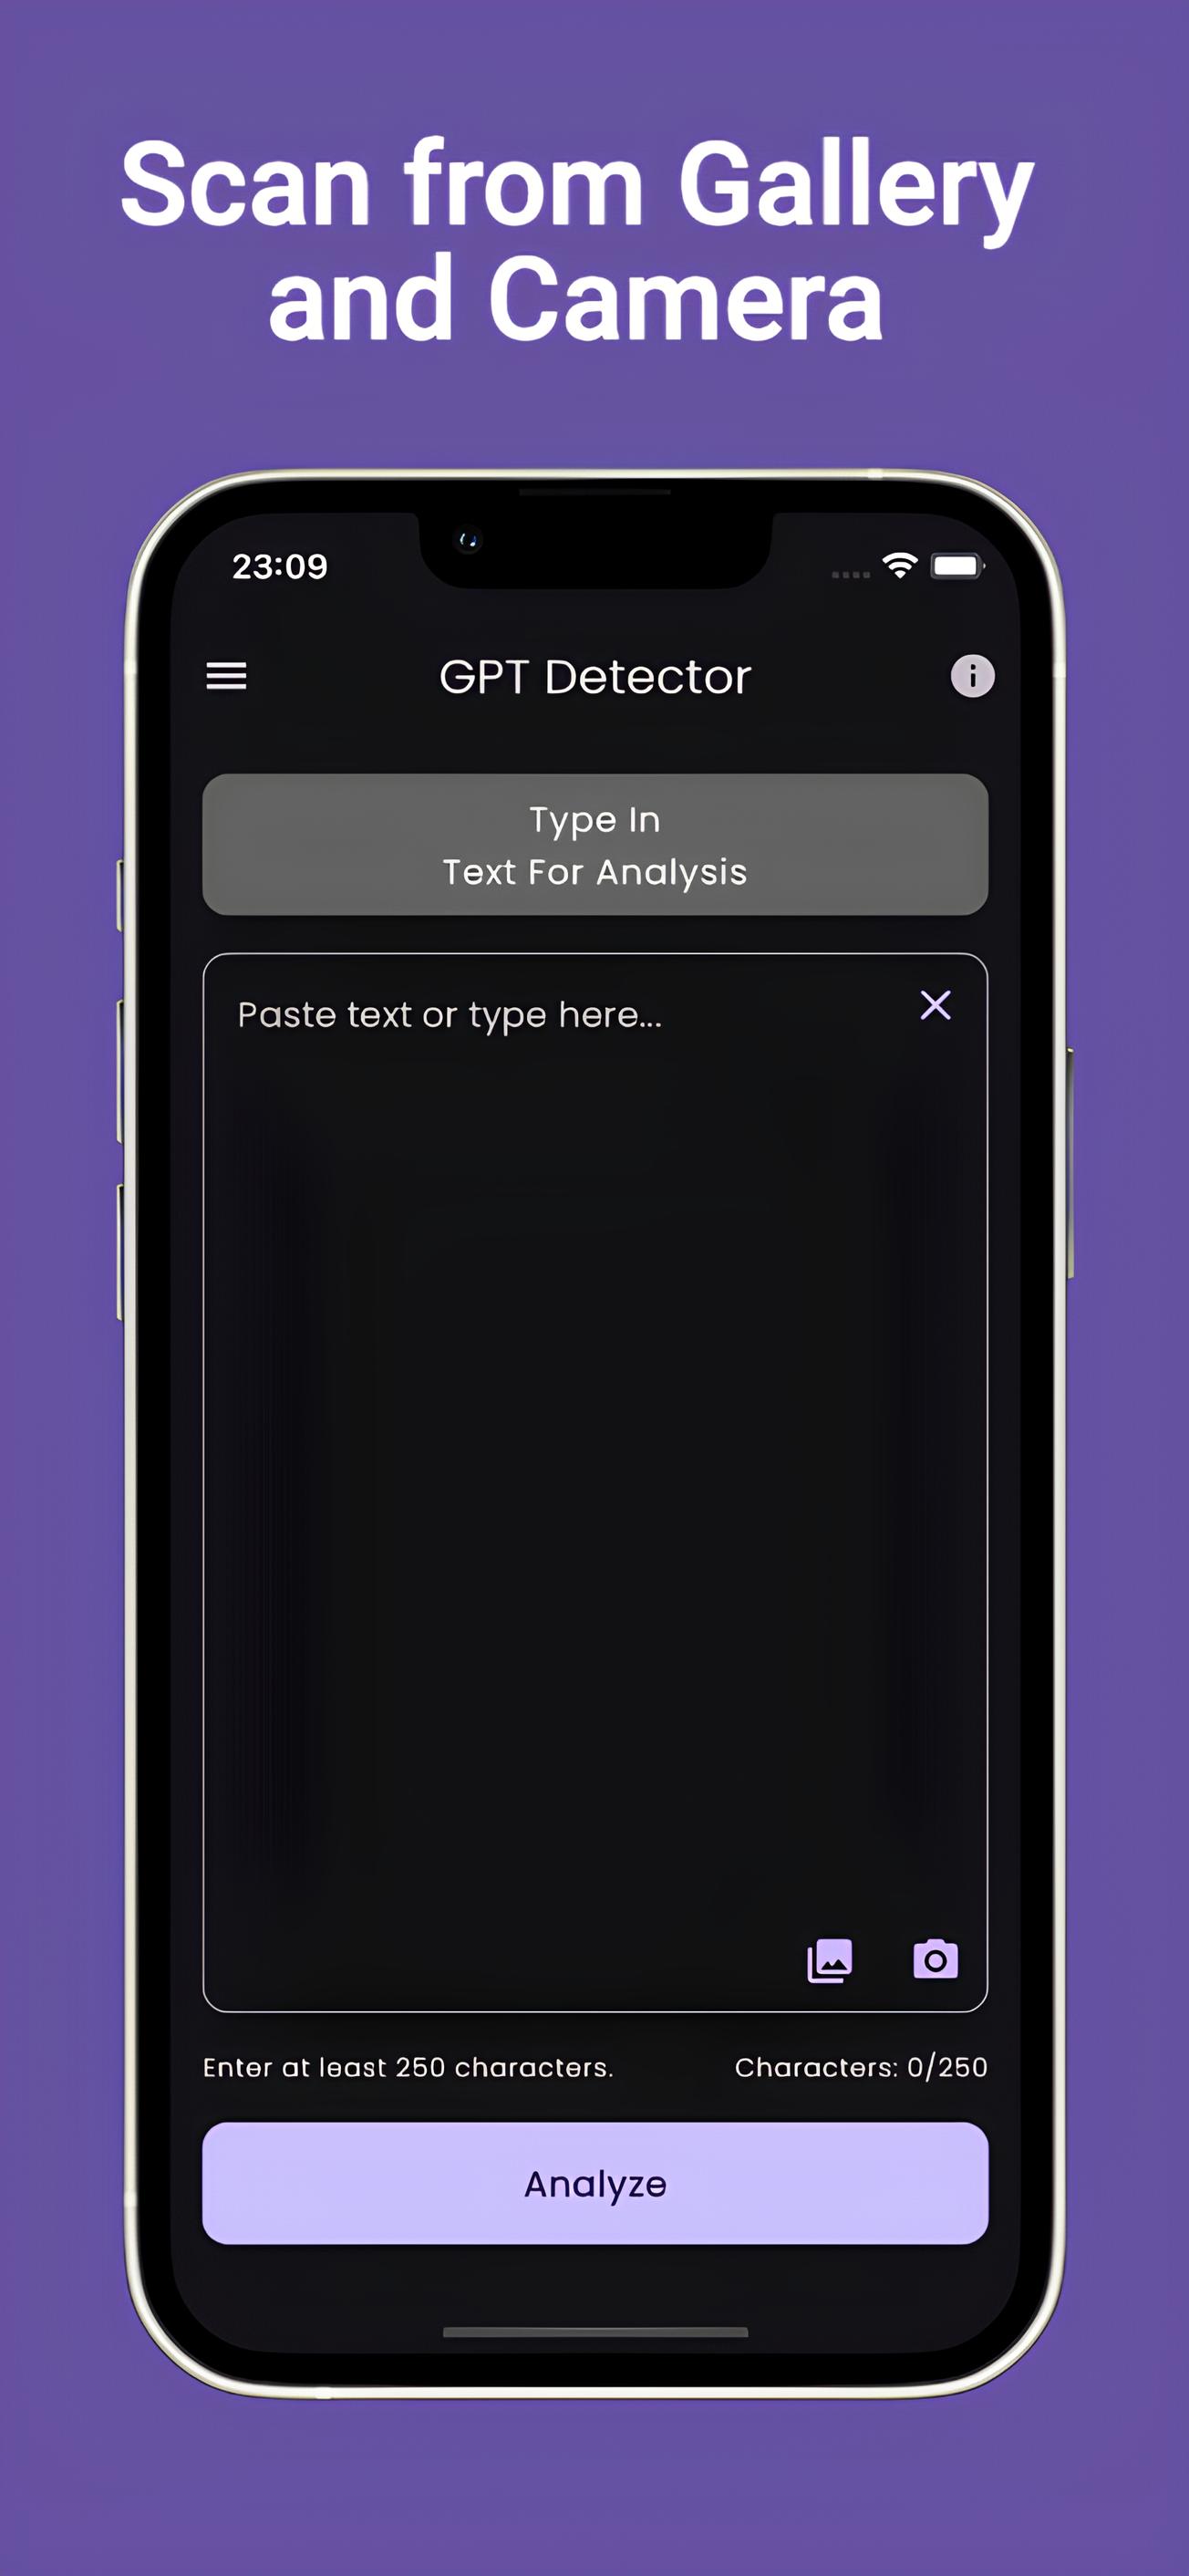 Scan from Gallery
and Camera
23:09
GPT Detector
Type In
Text For Analysis
Paste text or type here...
Enter at least 250 characters.
Characters: 0/250
Analyze